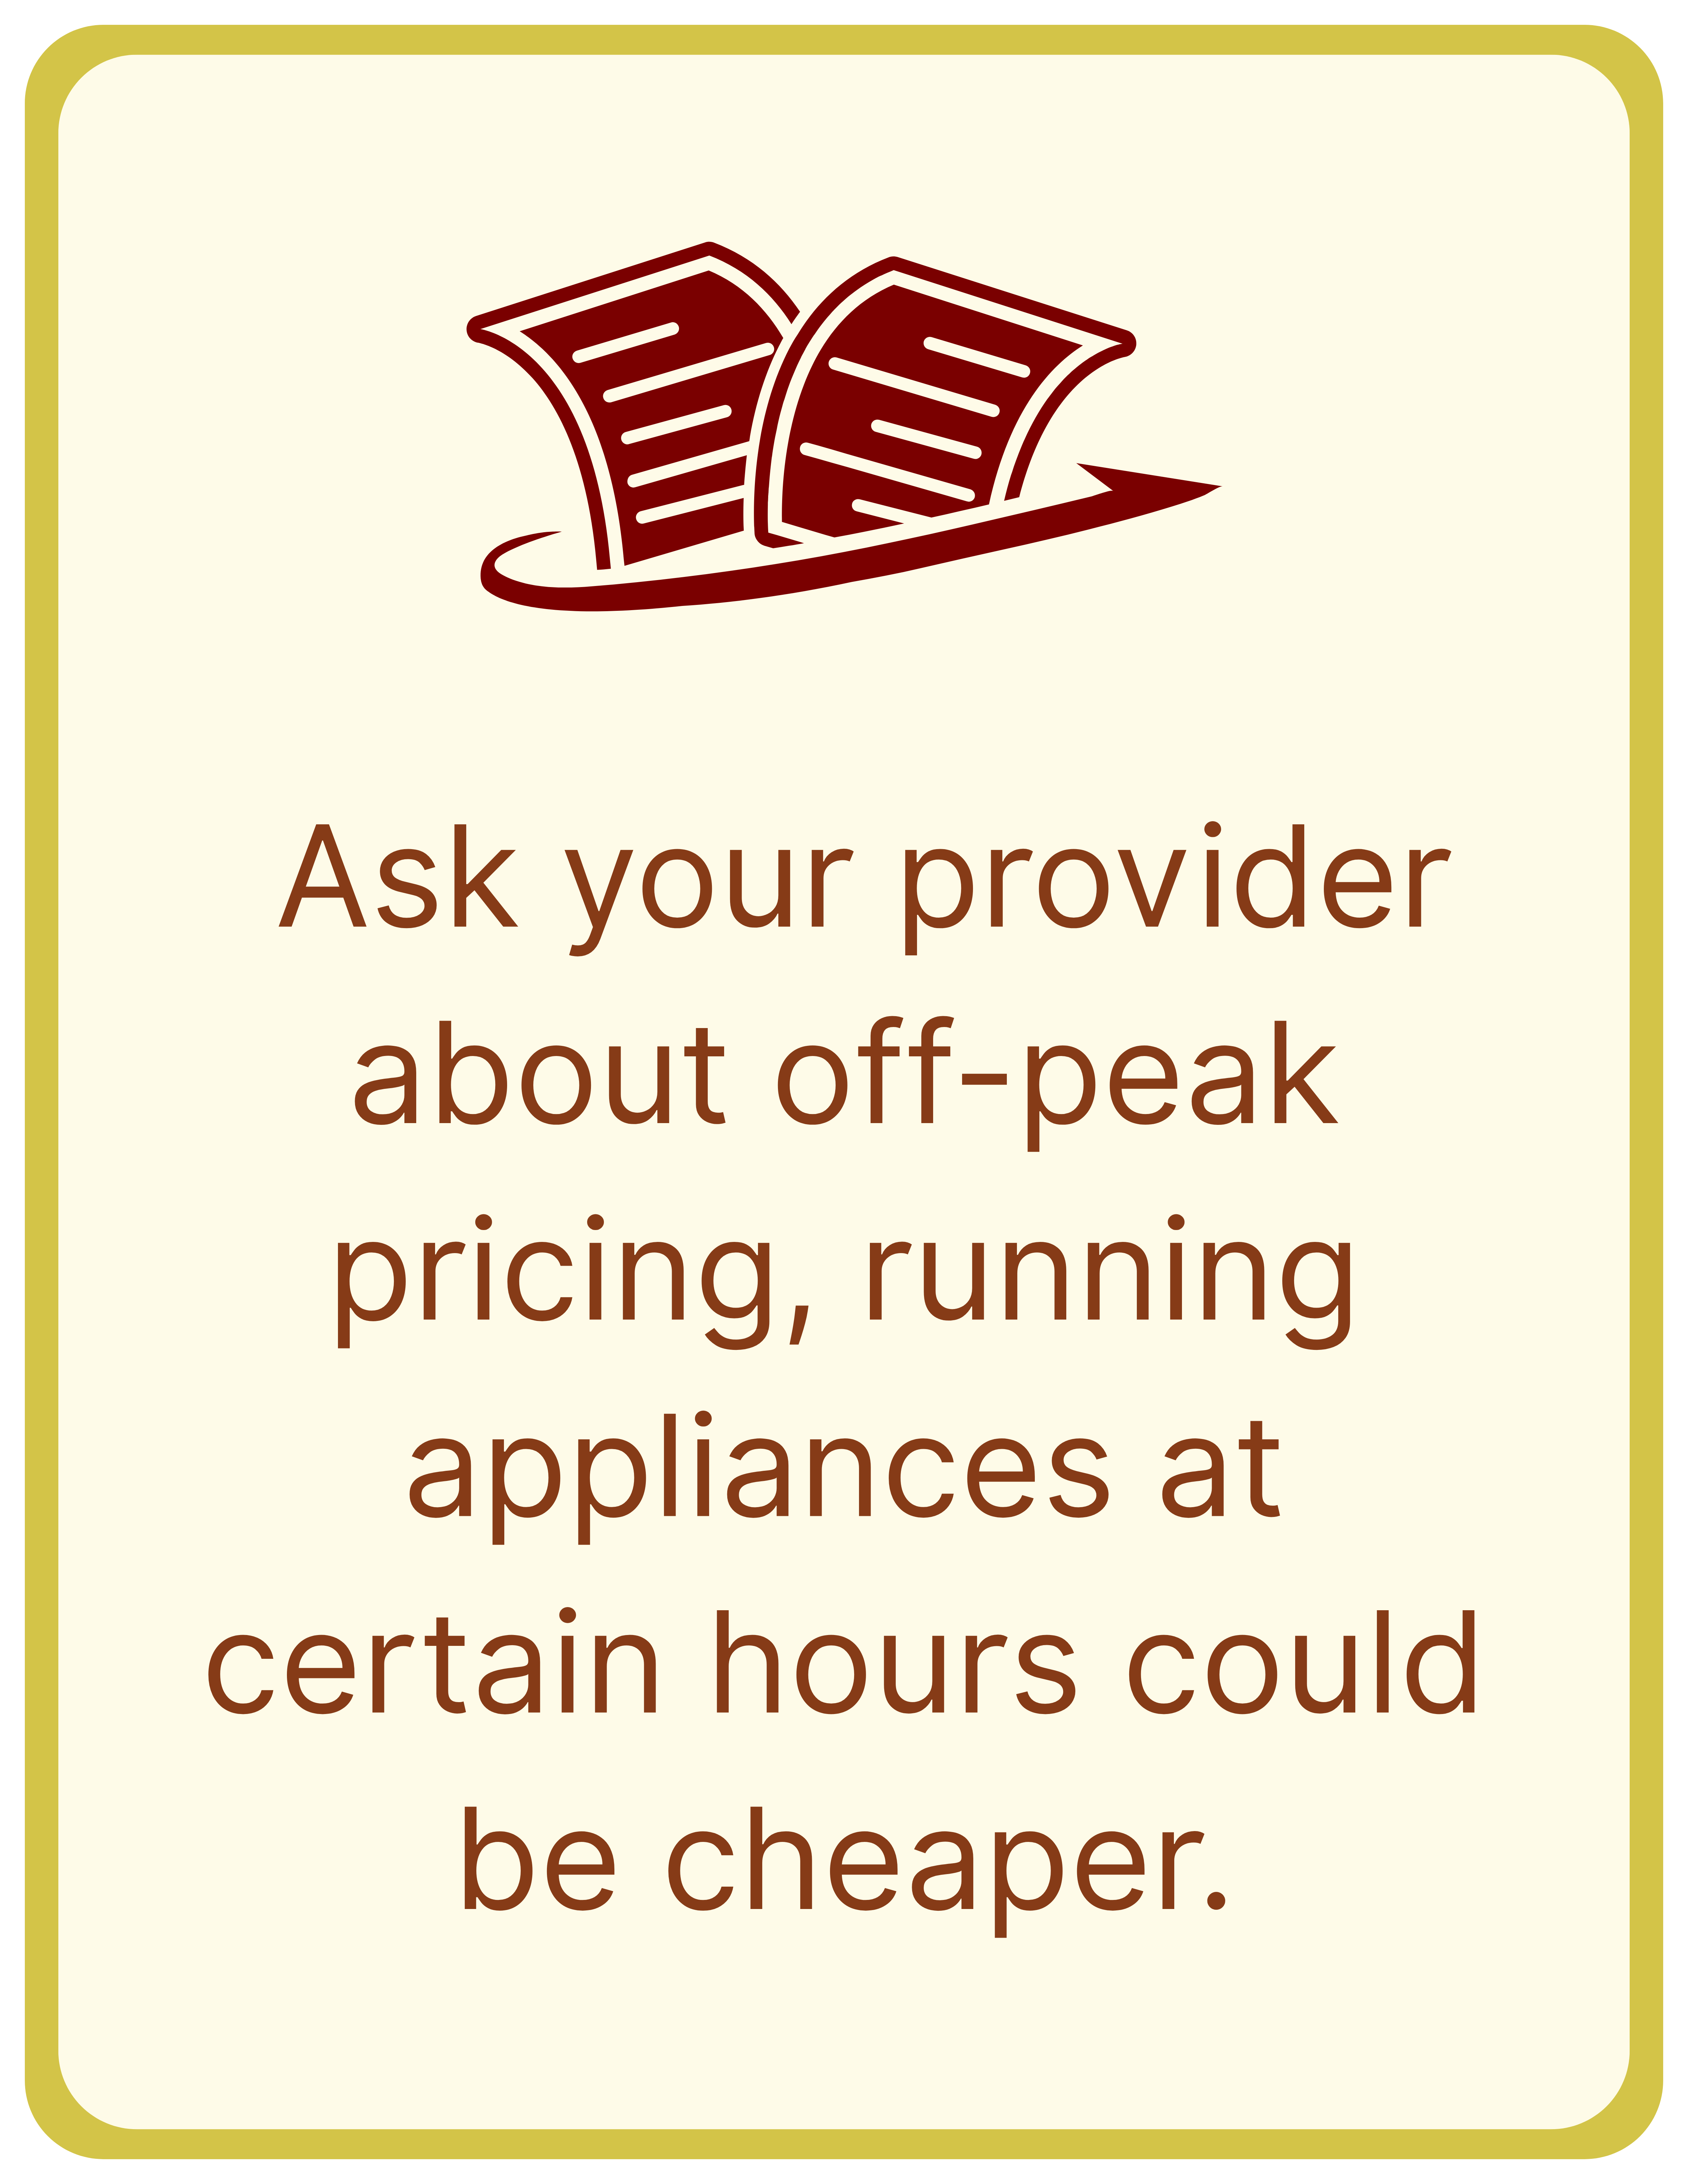 Ask your provider
about off-peak
pricing, running
appliances at
certain hours could
be cheaper.